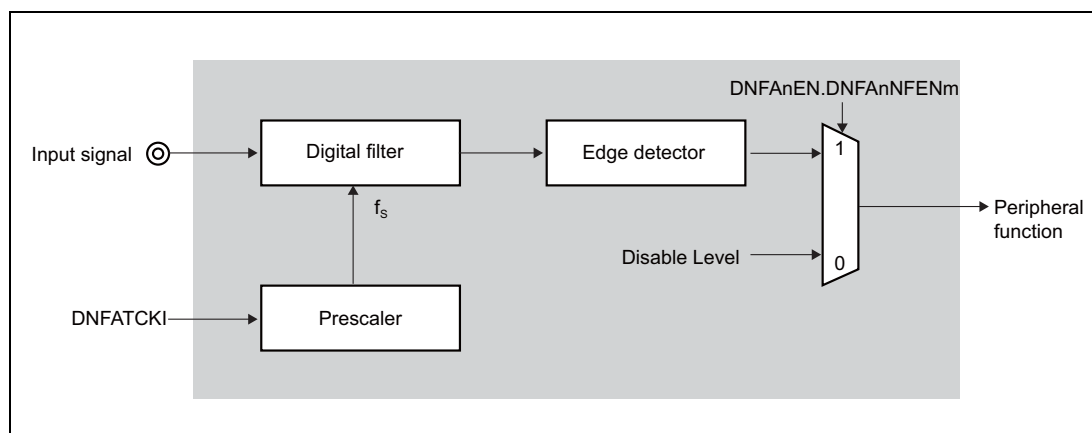 DNFAnEN.DNFAnNFENm
Input signal
Digital filter
Edge detector
1
fs
Peripheral
function
Disable Level
0
DNFATCKI
Prescaler